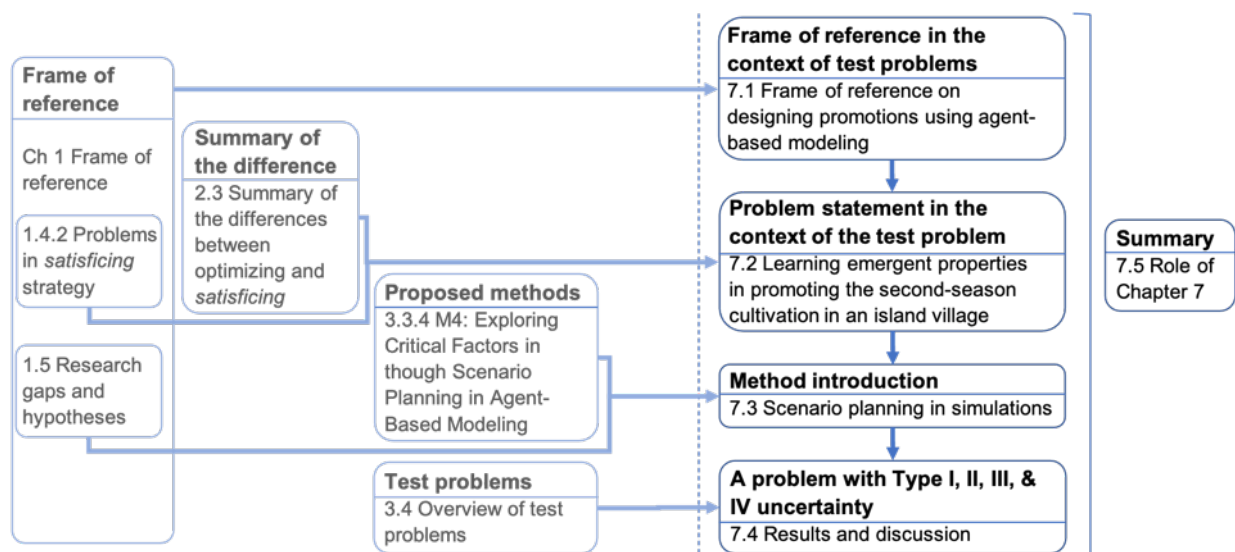 Frame of
reference
Ch 1 Frame of
reference
1.4.2 Problems
in satisficing
strategy
1.5 Research
gaps and
hypotheses
Summary of
the difference
2.3 Summary of
the differences
between
optimizing and
satisficing
Proposed methods
3.3.4 M4: Exploring
Critical Factors in
though Scenario
Planning in Agent-
Based Modeling
Test problems
3.4 Overview of test
problems
Frame of reference in the
context of test problems
7.1 Frame of reference on
designing promotions using agent-
based modeling
Problem statement in the
context of the test problem
7.2 Learning emergent properties
in promoting the second-season
cultivation in an island village
Method introduction
7.3 Scenario planning in simulations
A problem with Type I, II, III, &
IV uncertainty
7.4 Results and discussion
Summary
7.5 Role of
Chapter 7